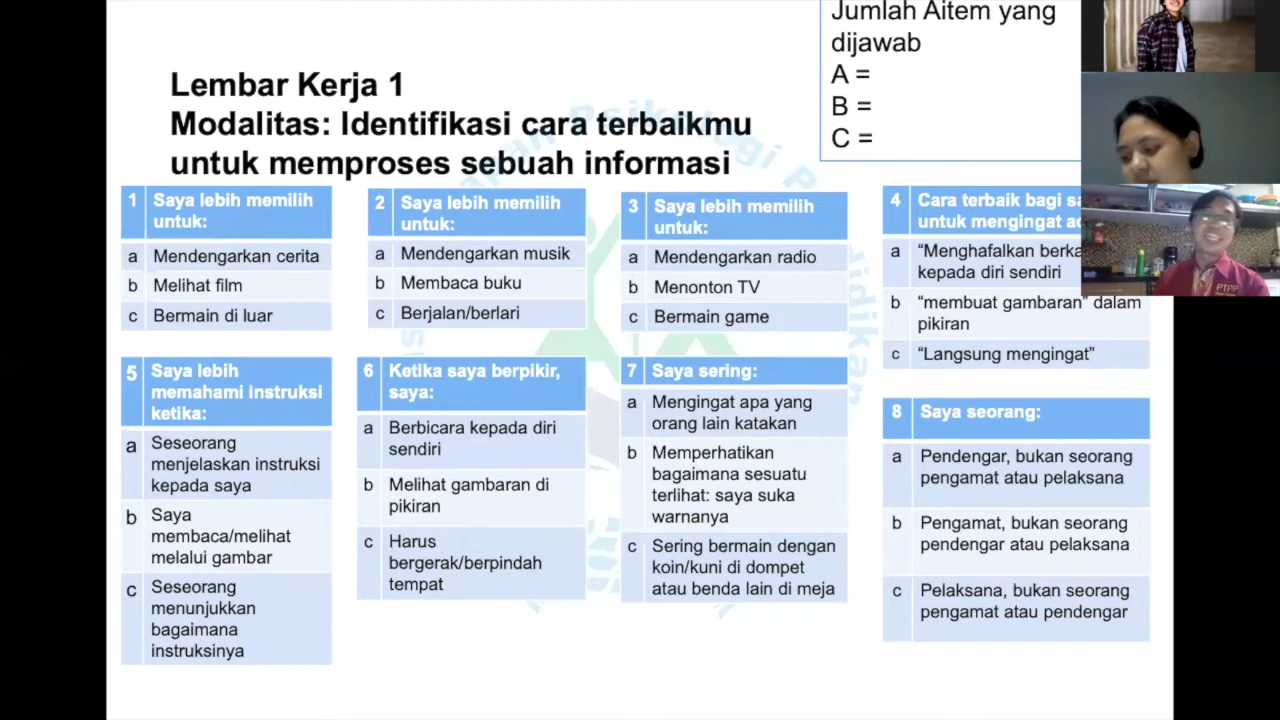 Jumlah Aitem yang
dijawab
A =
B =
C =
Lembar Kerja 1
Modalitas: Identifikasi cara terbaikmu
untuk memproses sebuah informasi
1 Saya lebih memilih
untuk:
a Mendengarkan cerita
b Melihat film
c Bermain di luar
2 Saya lebih memilih
untuk:
a Mendengarkan musik
b Membaca buku
c Berjalan/berlari
3 Saya lebih memilih
untuk:
a Mendengarkan radio
b Menonton TV
c Bermain game
4 Cara terbaik bagi
untuk mengingat
a “Menghafalkan
kepada diri sendiri
b “membuat gambaran” dalam
pikiran
c “Langsung mengingat”
5 Saya lebih
memahami instruksi
ketika:
a Seseorang
menjelaskan instruksi
kepada saya
b Saya
membaca/melihat
melalui gambar
c Seseorang
menunjukkan
bagaimana
instruksinya
6 Ketika saya berpikir,
saya:
a Berbicara kepada diri
sendiri
b Melihat gambaran di
pikiran
c Harus
bergerak/berpindah
tempat
7 Saya sering:
a Mengingat apa yang
orang lain katakan
b Memperhatikan
bagaimana sesuatu
terlihat: saya suka
warnanya
c Sering bermain dengan
koin/kuni di dompet
atau benda lain di meja
8 Saya seorang:
a Pendengar, bukan seorang
pengamat atau pelaksana
b Pengamat, bukan seorang
pendengar atau pelaksana
c Pelaksana, bukan seorang
pengamat atau pendengar
PTPP